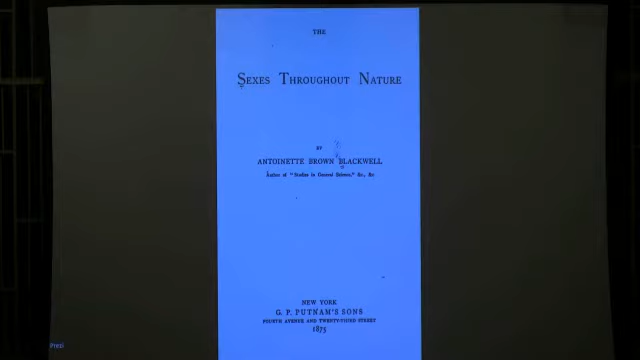 THE
SEXES THROUGHOUT NATURE
BY
ANTOINETTE BROWN BLACKWELL
Author of "Studies in General Science," &c., &c.
NEW YORK
G. P. PUTNAM'S SONS
FOURTH AVENUE AND TWENTY-THIRD STREET
1875
Prezi